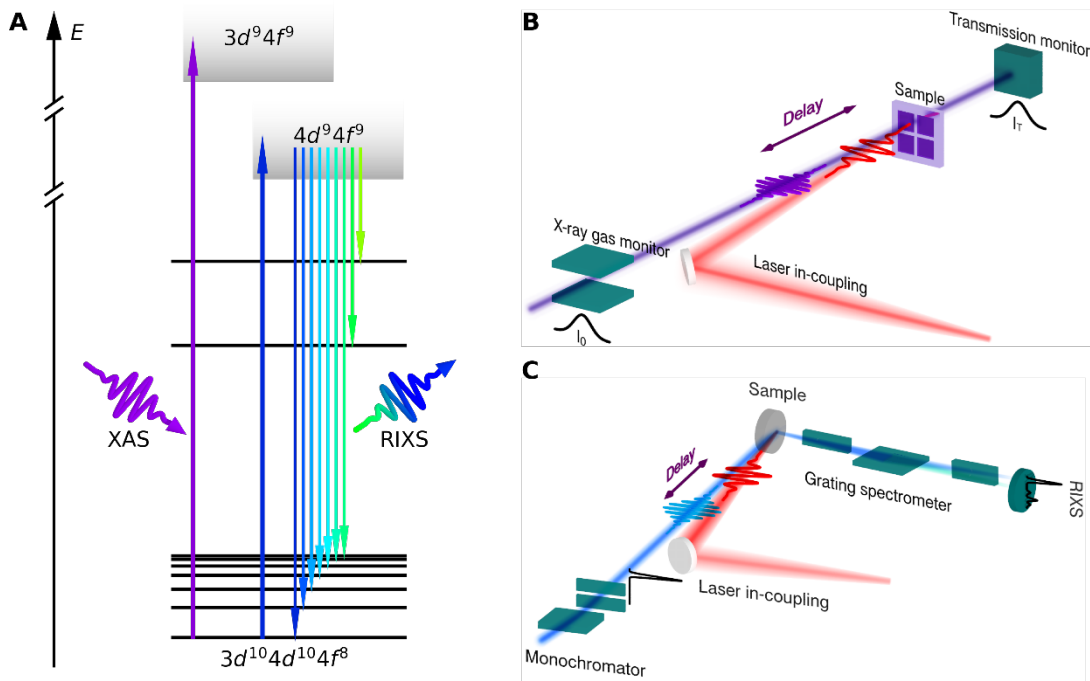 A
E
3d⁹4f⁹
4d⁹4f⁹
XAS
RIXS
3d¹⁰4d¹⁰4f⁸
B
Transmission monitor
Sample
I_T
Delay
X-ray gas monitor
Laser in-coupling
I₀
C
Sample
Delay
Grating spectrometer
RIXS
Laser in-coupling
Monochromator